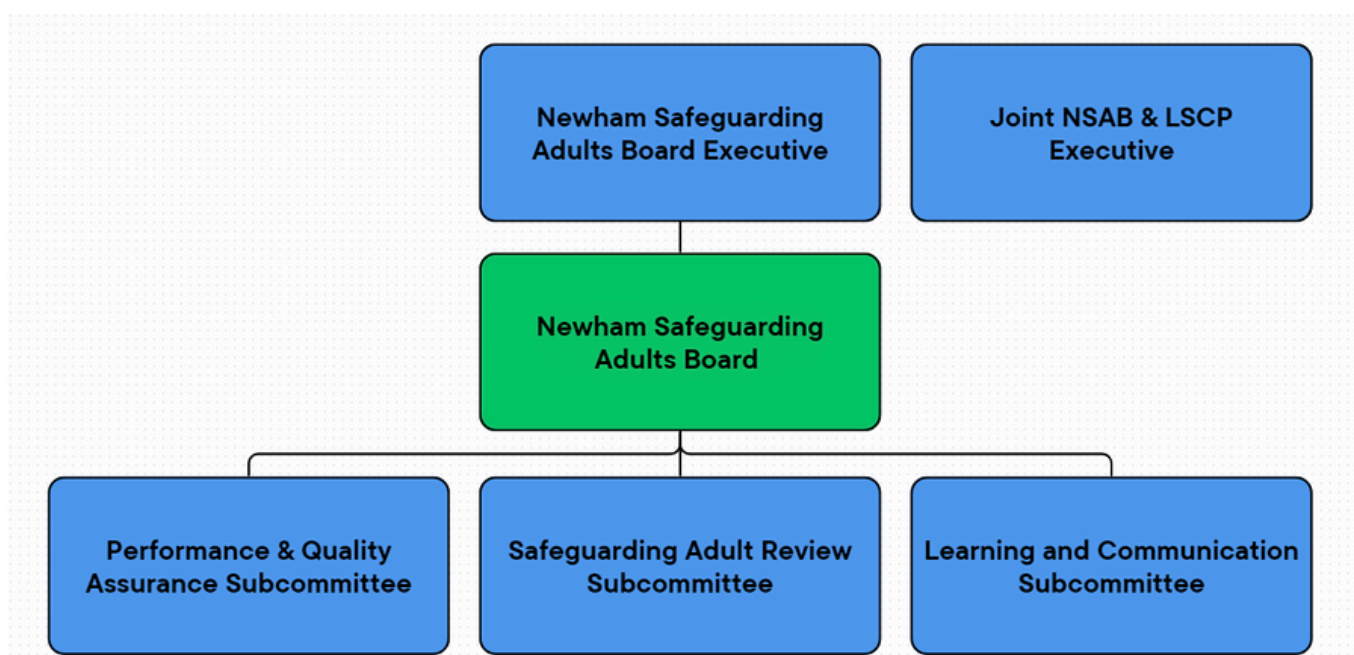 Newham Safeguarding
Adults Board Executive
Joint NSAB & LSCP
Executive
Newham Safeguarding
Adults Board
Performance & Quality
Assurance Subcommittee
Safeguarding Adult Review
Subcommittee
Learning and Communication
Subcommittee